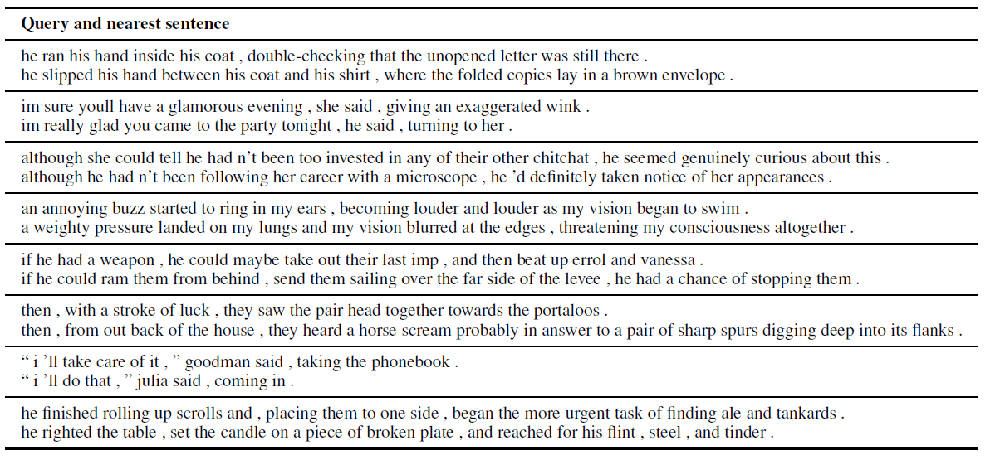 Query and nearest sentence
he ran his hand inside his coat , double-checking that the unopened letter was still there .
he slipped his hand between his coat and his shirt , where the folded copies lay in a brown envelope .
im sure youll have a glamorous evening , she said , giving an exaggerated wink .
im really glad you came to the party tonight , he said , turning to her .
although she could tell he had n't been too invested in any of their other chitchat , he seemed genuinely curious about this .
although he had n't been following her career with a microscope , he 'd definitely taken notice of her appearances .
an annoying buzz started to ring in my ears , becoming louder and louder as my vision began to swim .
a weighty pressure landed on my lungs and my vision blurred at the edges , threatening my consciousness altogether .
if he had a weapon , he could maybe take out their last imp , and then beat up errol and vanessa .
if he could ram them from behind , send them sailing over the far side of the levee , he had a chance of stopping them .
then , with a stroke of luck , they saw the pair head together towards the portaloos .
then , from out back of the house , they heard a horse scream probably in answer to a pair of sharp spurs digging deep into its flanks .
“ i 'll take care of it , ” goodman said , taking the phonebook .
“ i 'll do that , ” julia said , coming in .
he finished rolling up scrolls and , placing them to one side , began the more urgent task of finding ale and tankards .
he righted the table , set the candle on a piece of broken plate , and reached for his flint , steel , and tinder .